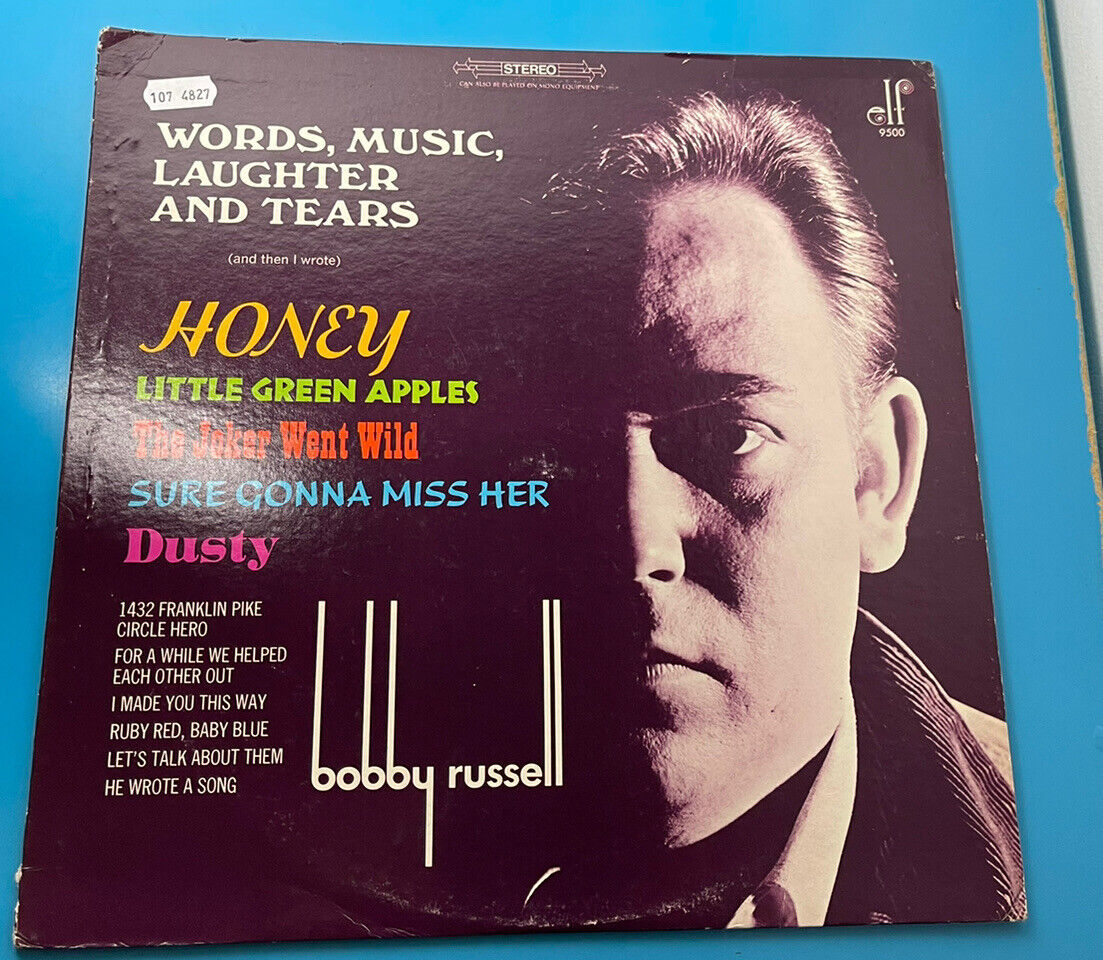 107 4827
STEREO
CAN ALSO BE PLAYED ON MONO EQUIPMENT
elf
9500
WORDS, MUSIC,
LAUGHTER
AND TEARS
(and then I wrote)
HONEY
LITTLE GREEN APPLES
The Joker Went Wild
SURE GONNA MISS HER
Dusty
1432 FRANKLIN PIKE
CIRCLE HERO
FOR A WHILE WE HELPED
EACH OTHER OUT
I MADE YOU THIS WAY
RUBY RED, BABY BLUE
LET'S TALK ABOUT THEM
HE WROTE A SONG
bobby russell